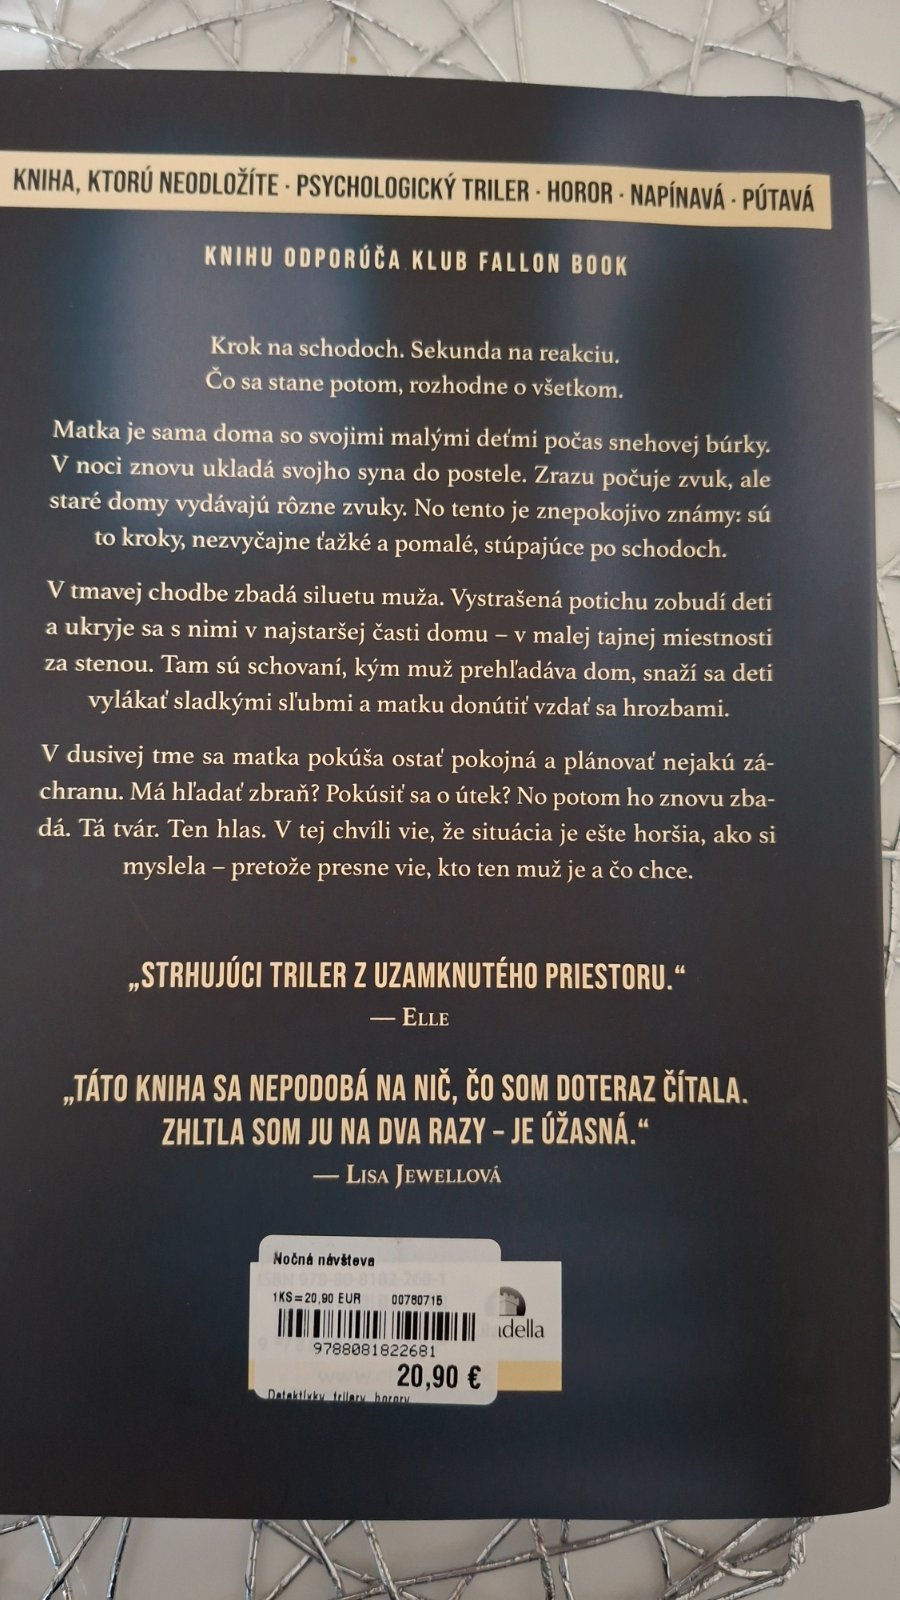 KNIHA, KTORÚ NEODLOŽÍTE · PSYCHOLOGICKÝ TRILER · HOROR · NAPÍNAVÁ · PÚTAVÁ
KNIHU ODPORÚČA KLUB FALLON BOOK
Krok na schodoch. Sekunda na reakciu.
Čo sa stane potom, rozhodne o všetkom.
Matka je sama doma so svojimi malými deťmi počas snehovej búrky.
V noci znovu ukladá svojho syna do postele. Zrazu počuje zvuk, ale
staré domy vydávajú rôzne zvuky. No tento je znepokojivo známy: sú
to kroky, nezvyčajne ťažké a pomalé, stúpajúce po schodoch.
V tmavej chodbe zbadá siluetu muža. Vystrašená potichu zobudí deti
a ukryje sa s nimi v najstaršej časti domu – v malej tajnej miestnosti
za stenou. Tam sú schovaní, kým muž prehľadáva dom, snaží sa deti
vylákať sladkými sľubmi a matku donútiť vzdať sa hrozbami.
V dusivej tme sa matka pokúša ostať pokojná a plánovať nejakú zá-
chranu. Má hľadať zbraň? Pokúsiť sa o útek? No potom ho znovu zba-
dá. Tá tvár. Ten hlas. V tej chvíli vie, že situácia je ešte horšia, ako si
myslela – pretože presne vie, kto ten muž je a čo chce.
„STRHUJÚCI TRILER Z UZAMKNUTÉHO PRIESTORU.“
— ELLE
„TÁTO KNIHA SA NEPODOBÁ NA NIČ, ČO SOM DOTERAZ ČÍTALA.
ZHLTLA SOM JU NA DVA RAZY – JE ÚŽASNÁ.“
— LISA JEWELLOVÁ
Nočná návšteva
ISBN 978-80-8182-268-1
1KS=20,90 EUR 00780715
9788081822681
20,90 €
Detektívky, trilery, horory